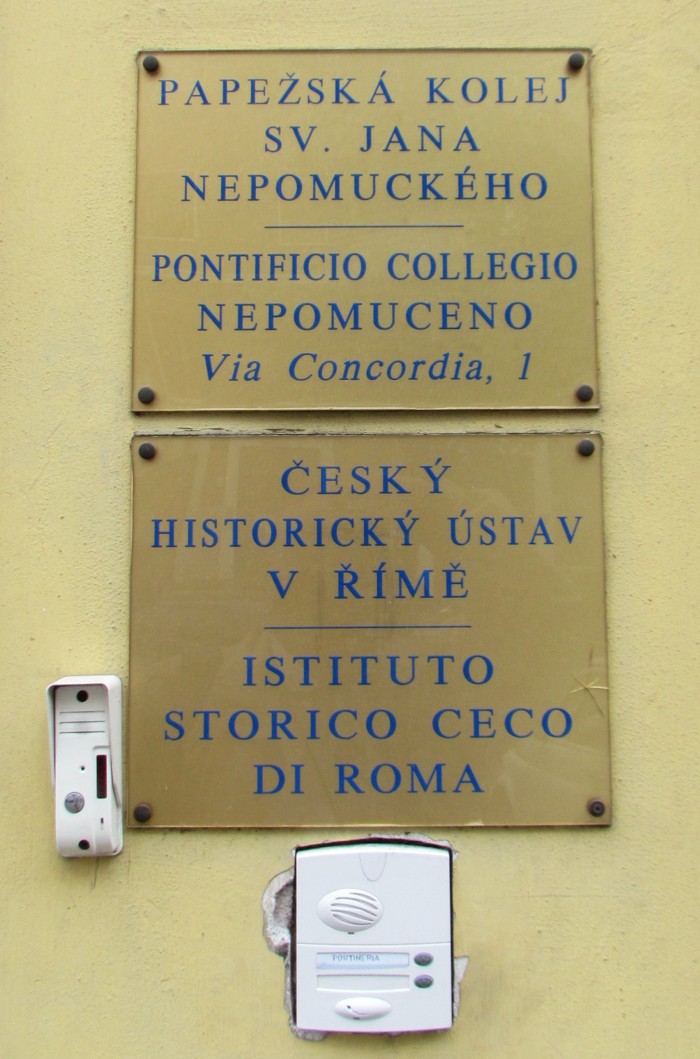 PAPEŽSKÁ KOLEJ
SV. JANA
NEPOMUCKÉHO
PONTIFICIO COLLEGIO
NEPOMUCENO
Via Concordia, 1
ČESKÝ
HISTORICKÝ ÚSTAV
V ŘÍMĚ
ISTITUTO
STORICO CECO
DI ROMA
PORTINERIA